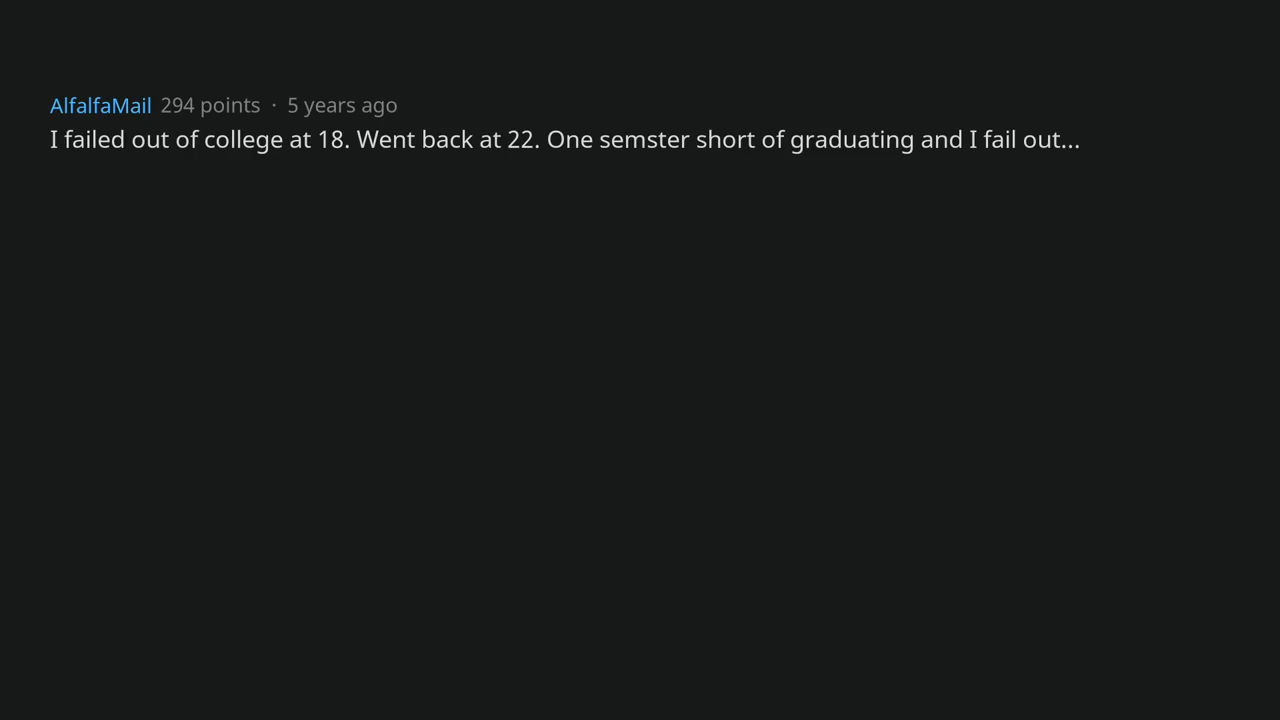 AlfalfaMail 294 points · 5 years ago
I failed out of college at 18. Went back at 22. One semster short of graduating and I fail out...